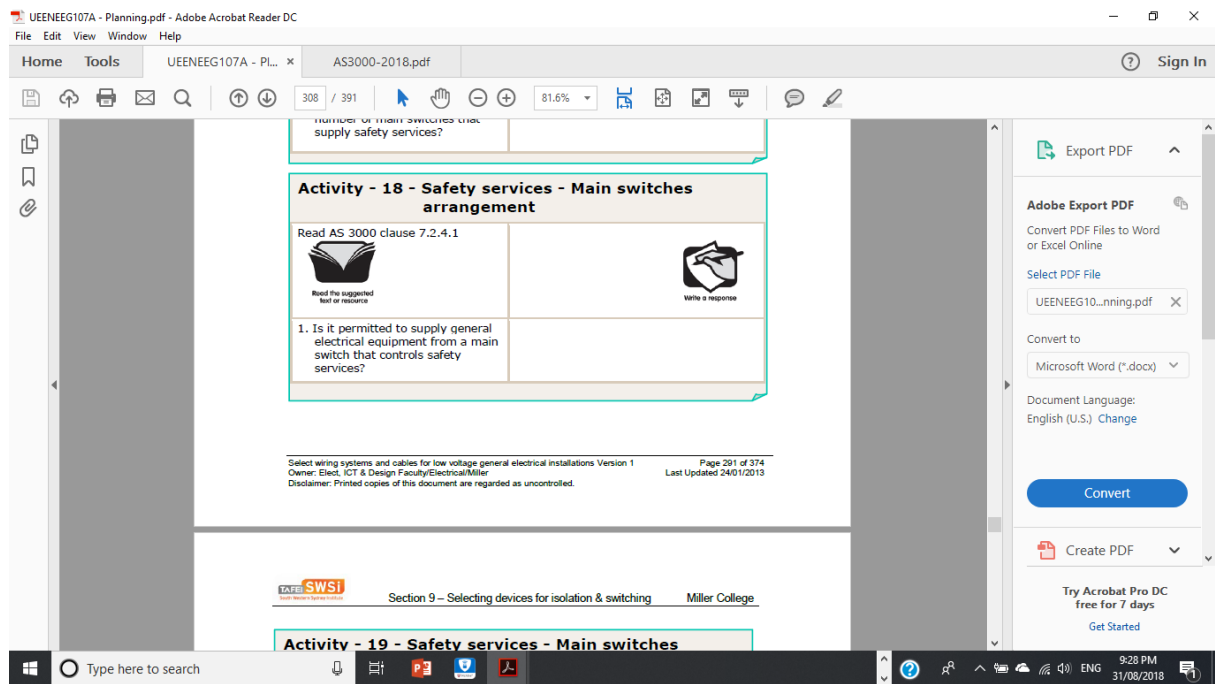 UEENEEG107A - Planning.pdf - Adobe Acrobat Reader DC
File Edit View Window Help
Home Tools UEENEEG107A - Pl... × AS3000-2018.pdf Sign In
308 / 391 81.6%
number of main switches that
supply safety services?
Activity - 18 - Safety services - Main switches
arrangement
Read AS 3000 clause 7.2.4.1
Read the suggested
text or resource
Write a response
1. Is it permitted to supply general
electrical equipment from a main
switch that controls safety
services?
Select wiring systems and cables for low voltage general electrical installations Version 1 Page 291 of 374
Owner: Elect, ICT & Design Faculty/Electrical/Miller Last Updated 24/01/2013
Disclaimer: Printed copies of this document are regarded as uncontrolled.
TAFE SWSi
Section 9 – Selecting devices for isolation & switching Miller College
Activity - 19 - Safety services - Main switches
Export PDF
Adobe Export PDF
Convert PDF Files to Word
or Excel Online
Select PDF File
UEENEEG10...nning.pdf
Convert to
Microsoft Word (*.docx)
Document Language:
English (U.S.) Change
Convert
Create PDF
Try Acrobat Pro DC
free for 7 days
Get Started
Type here to search
ENG
9:28 PM
31/08/2018